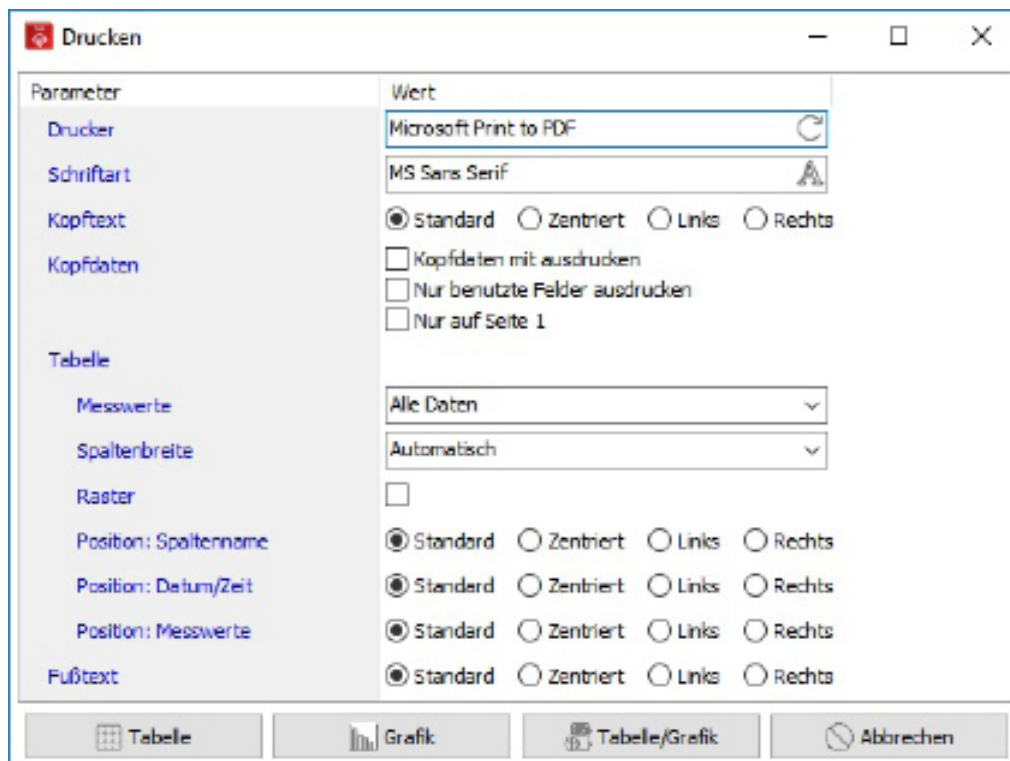 Drucken
Parameter Wert
Drucker Microsoft Print to PDF
Schriftart MS Sans Serif
Kopftext Standard Zentriert Links Rechts
Kopfdaten Kopfdaten mit ausdrucken
Nur benutzte Felder ausdrucken
Nur auf Seite 1
Tabelle
Messwerte Alle Daten
Spaltenbreite Automatisch
Raster
Position: Spaltenname Standard Zentriert Links Rechts
Position: Datum/Zeit Standard Zentriert Links Rechts
Position: Messwerte Standard Zentriert Links Rechts
Fußtext Standard Zentriert Links Rechts
Tabelle Grafik Tabelle/Grafik Abbrechen